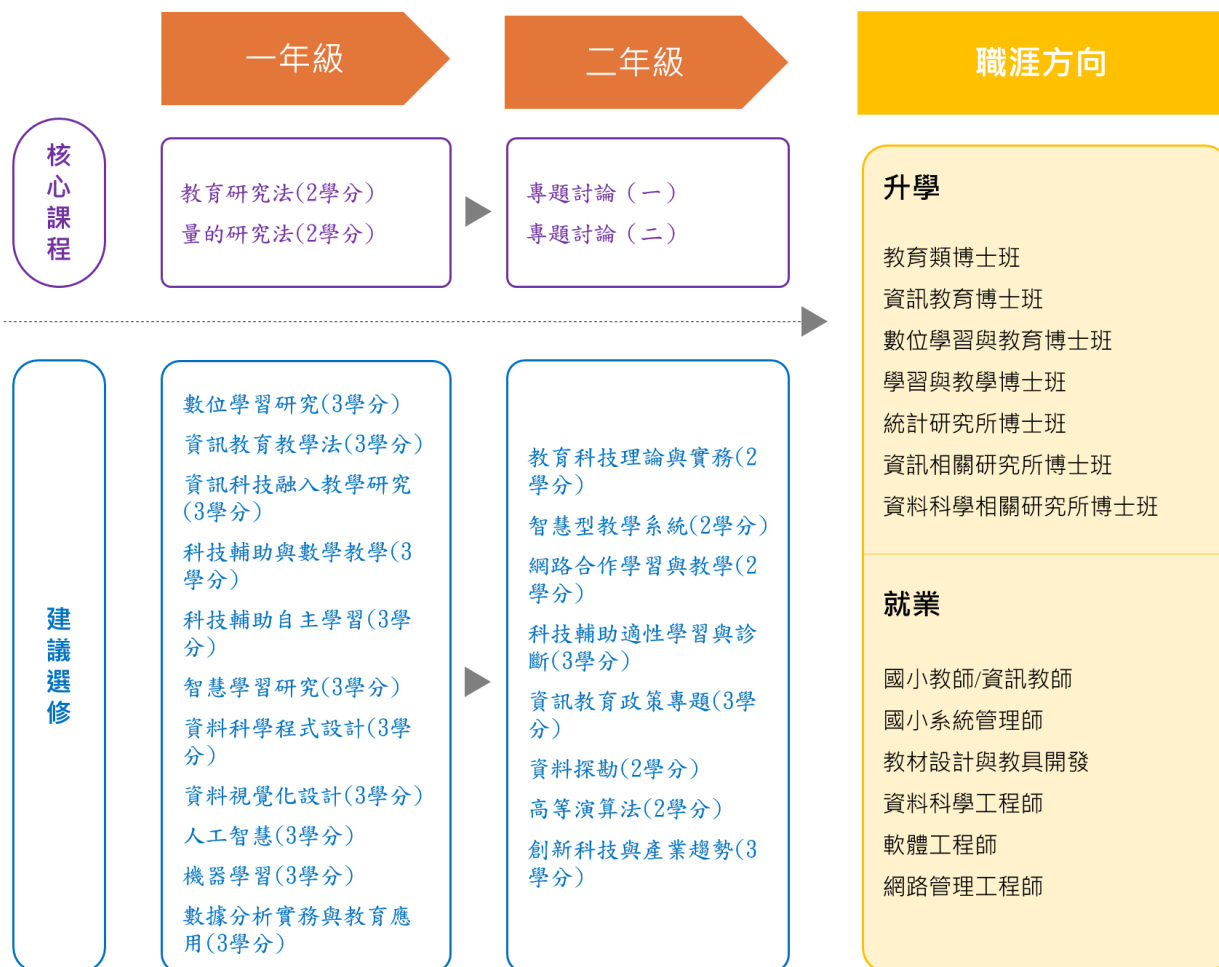 一年級
二年級
職涯方向
核心課程
教育研究法(2學分)
量的研究法(2學分)
專題討論（一）
專題討論（二）
建議選修
數位學習研究(3學分)
資訊教育教學法(3學分)
資訊科技融入教學研究
(3學分)
科技輔助與數學教學(3
學分)
科技輔助自主學習(3學
分)
智慧學習研究(3學分)
資料科學程式設計(3學
分)
資料視覺化設計(3學分)
人工智慧(3學分)
機器學習(3學分)
數據分析實務與教育應
用(3學分)
教育科技理論與實務(2
學分)
智慧型教學系統(2學分)
網路合作學習與教學(2
學分)
科技輔助適性學習與診
斷(3學分)
資訊教育政策專題(3學
分)
資料探勘(2學分)
高等演算法(2學分)
創新科技與產業趨勢(3
學分)
升學
教育類博士班
資訊教育博士班
數位學習與教育博士班
學習與教學博士班
統計研究所博士班
資訊相關研究所博士班
資料科學相關研究所博士班
就業
國小教師/資訊教師
國小系統管理師
教材設計與教具開發
資料科學工程師
軟體工程師
網路管理工程師